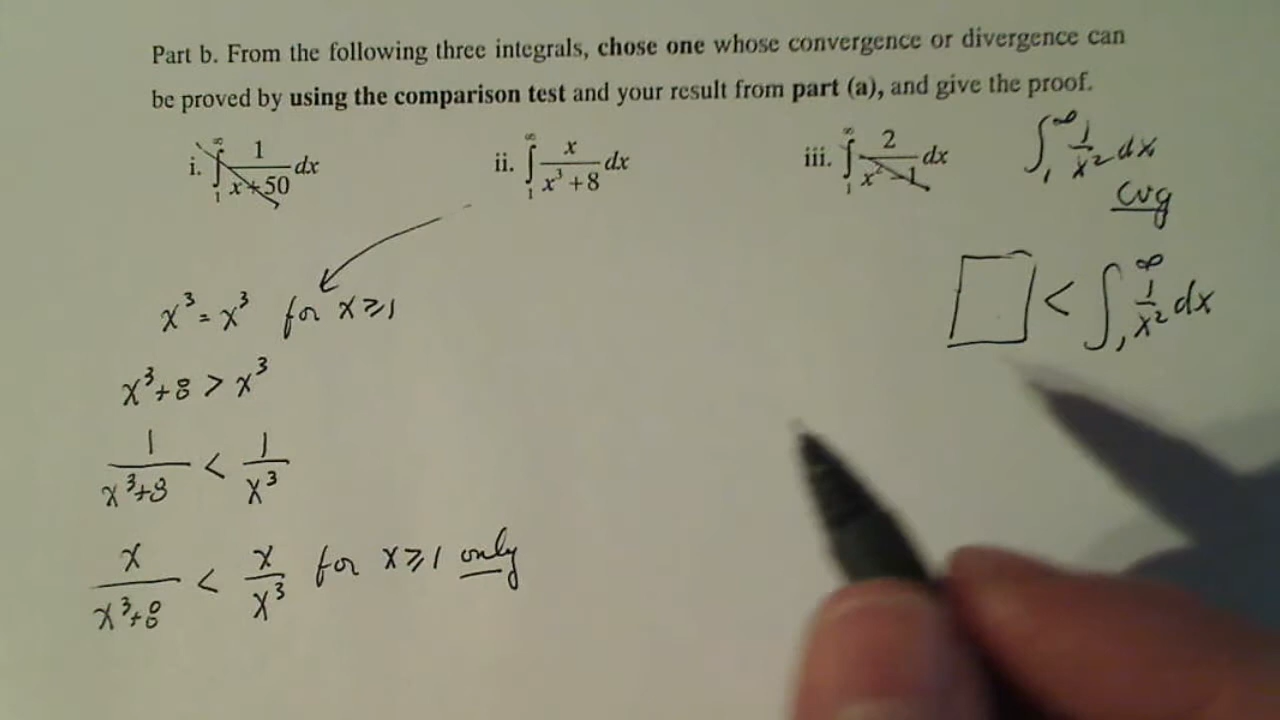 Part b. From the following three integrals, chose one whose convergence or divergence can
be proved by using the comparison test and your result from part (a), and give the proof.
i. ∫₁^∞ 1/(x+50) dx
ii. ∫₁^∞ x/(x³+8) dx
iii. ∫₁^∞ 2/(x²-1) dx
∫₁^∞ 1/x² dx
cvg
□ < ∫₁^∞ 1/x² dx
x³ = x³ for x ≥ 1
x³+8 > x³
1/(x³+8) < 1/x³
x/(x³+8) < x/x³ for x ≥ 1 only